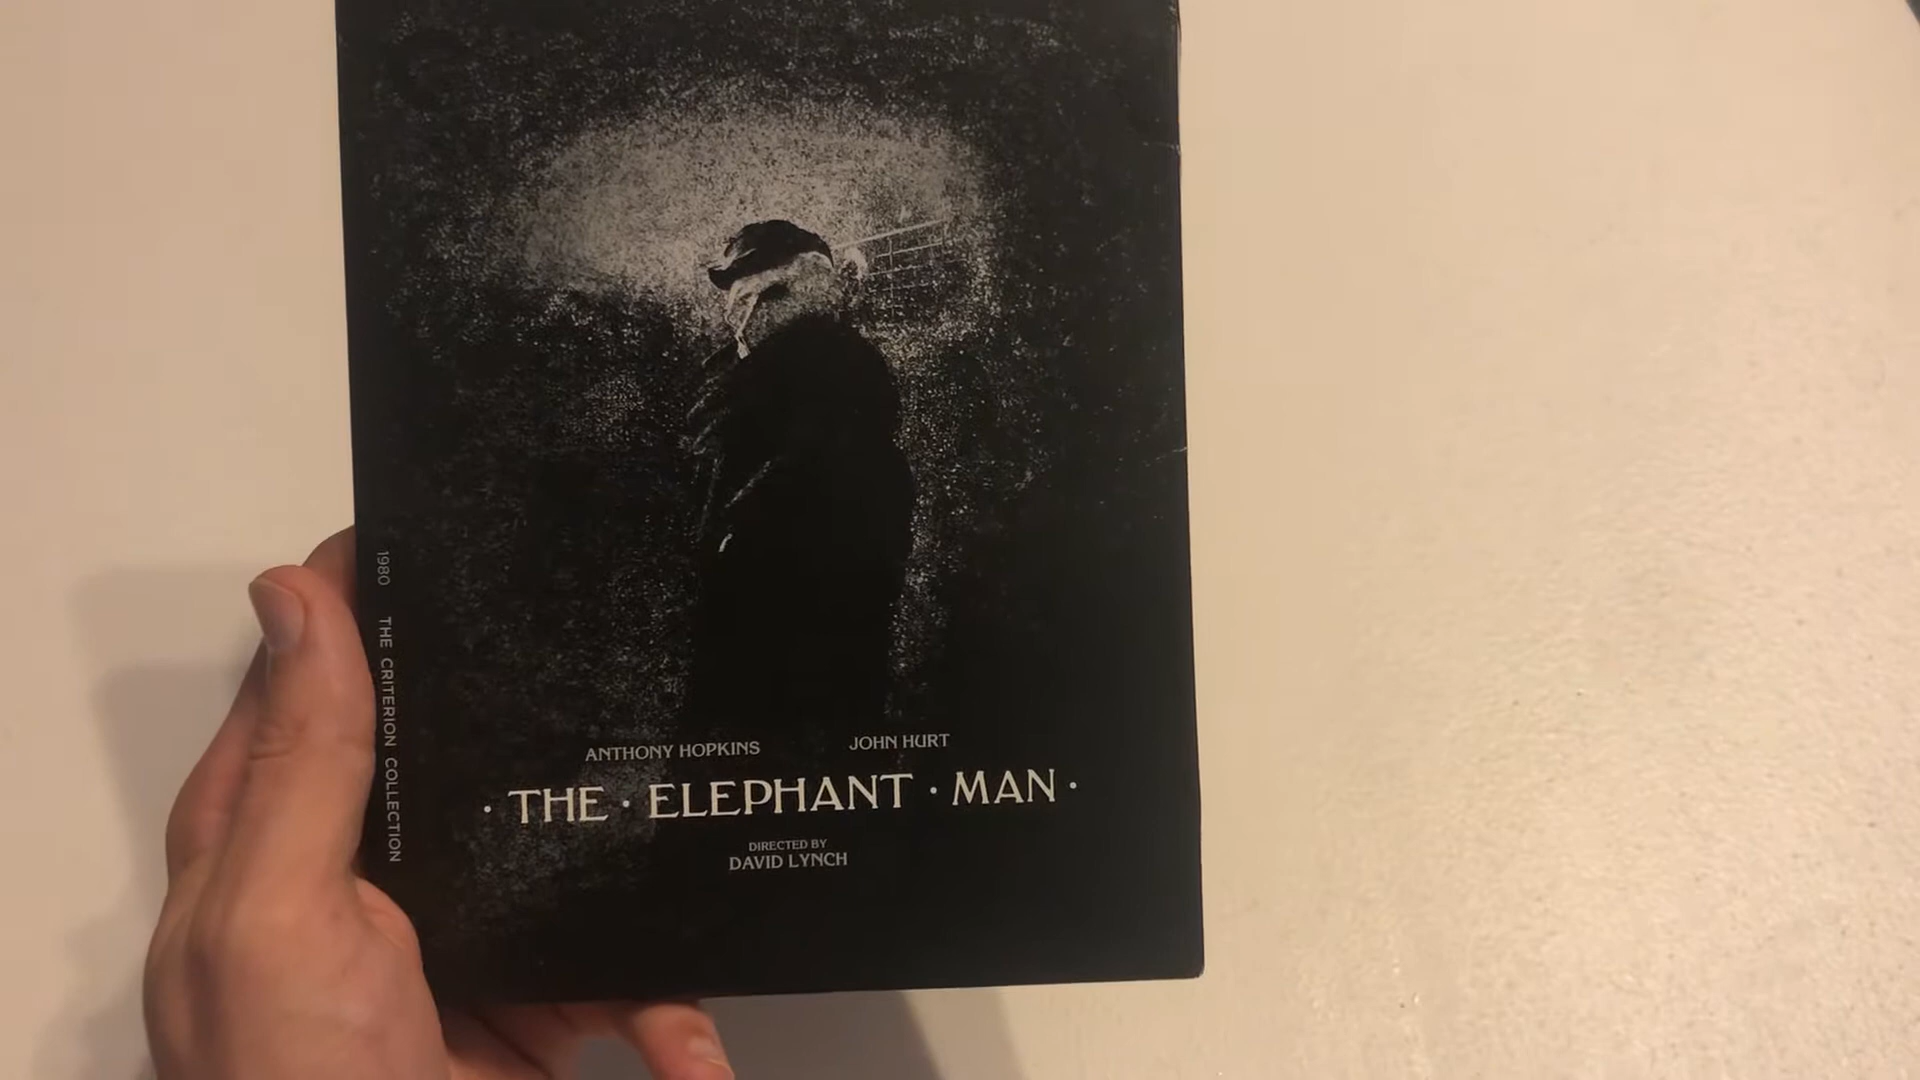 1980 THE CRITERION COLLECTION
ANTHONY HOPKINS JOHN HURT
· THE · ELEPHANT · MAN ·
DIRECTED BY
DAVID LYNCH